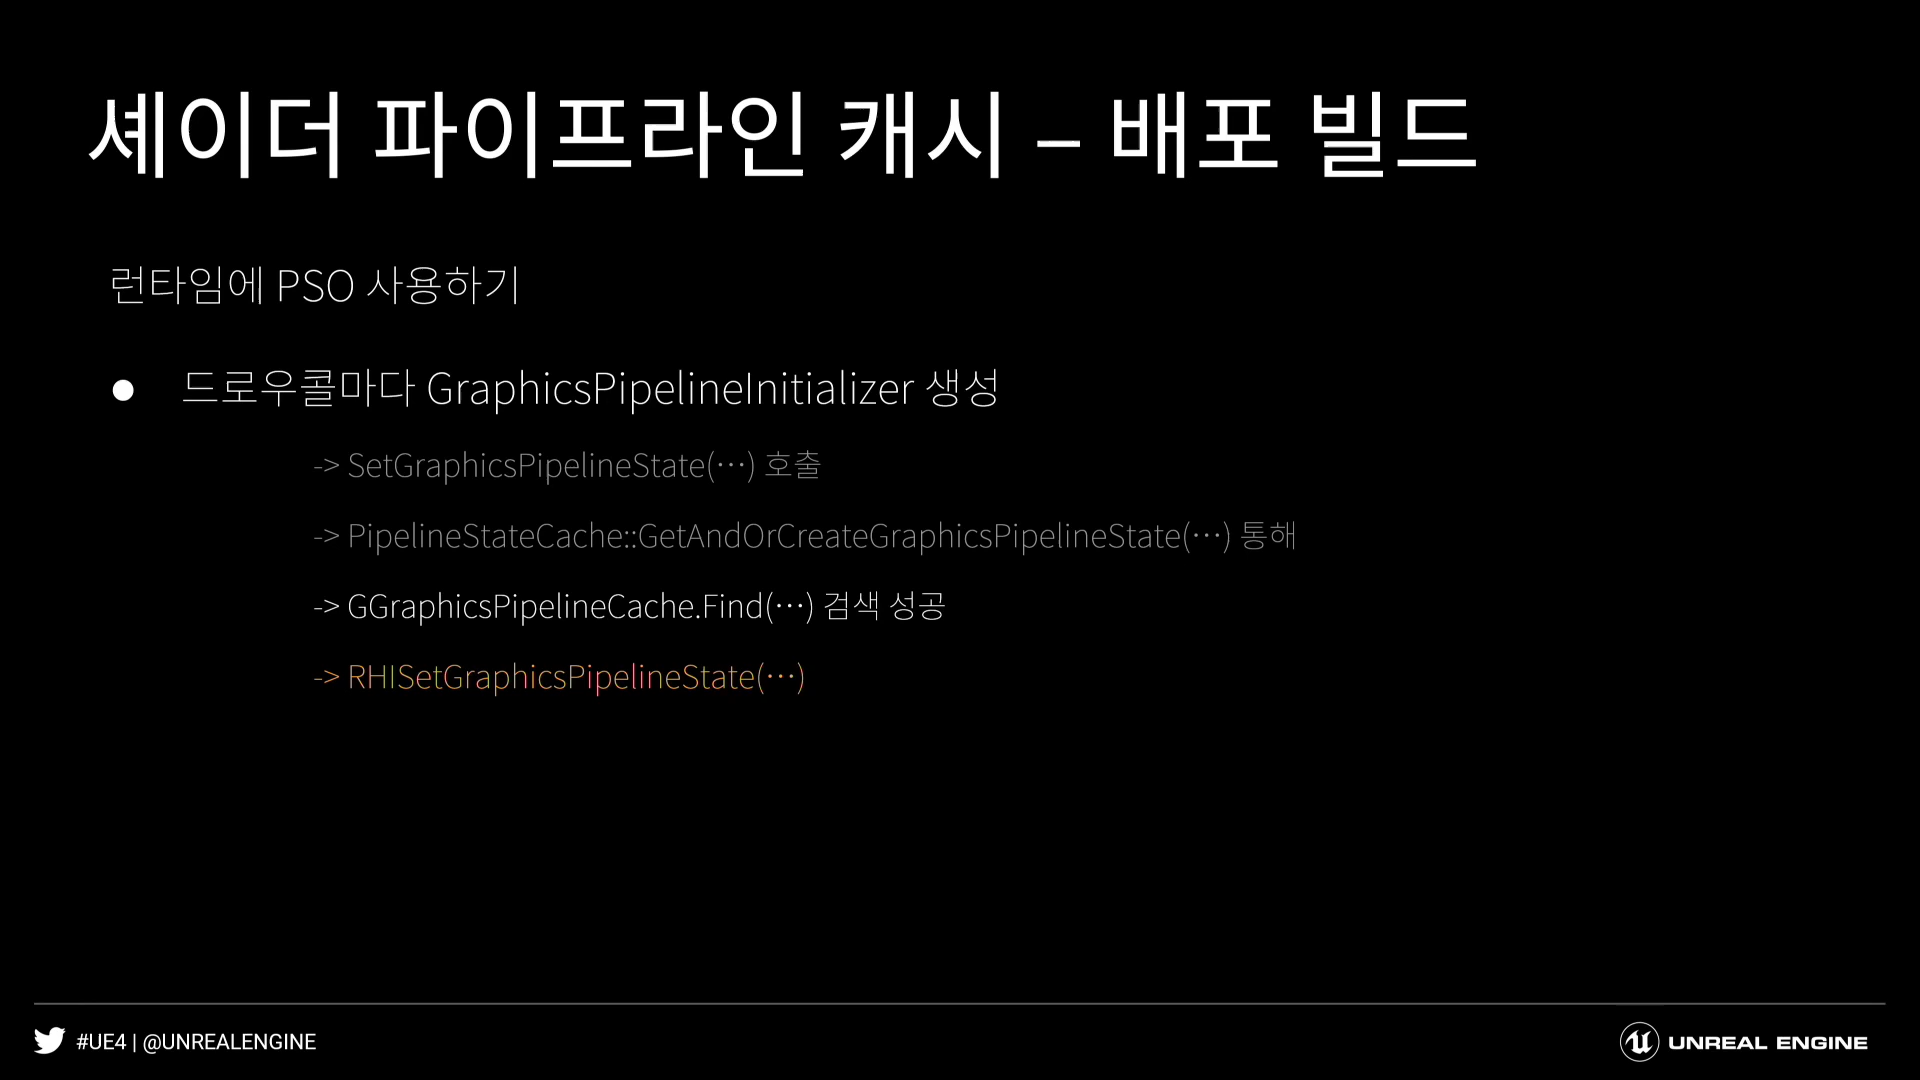 셰이더 파이프라인 캐시 – 배포 빌드
런타임에 PSO 사용하기
● 드로우콜마다 GraphicsPipelineInitializer 생성
-> SetGraphicsPipelineState(⋯) 호출
-> PipelineStateCache::GetAndOrCreateGraphicsPipelineState(⋯) 통해
-> GGraphicsPipelineCache.Find(⋯) 검색 성공
-> RHISetGraphicsPipelineState(⋯)
#UE4 | @UNREALENGINE
UNREAL ENGINE